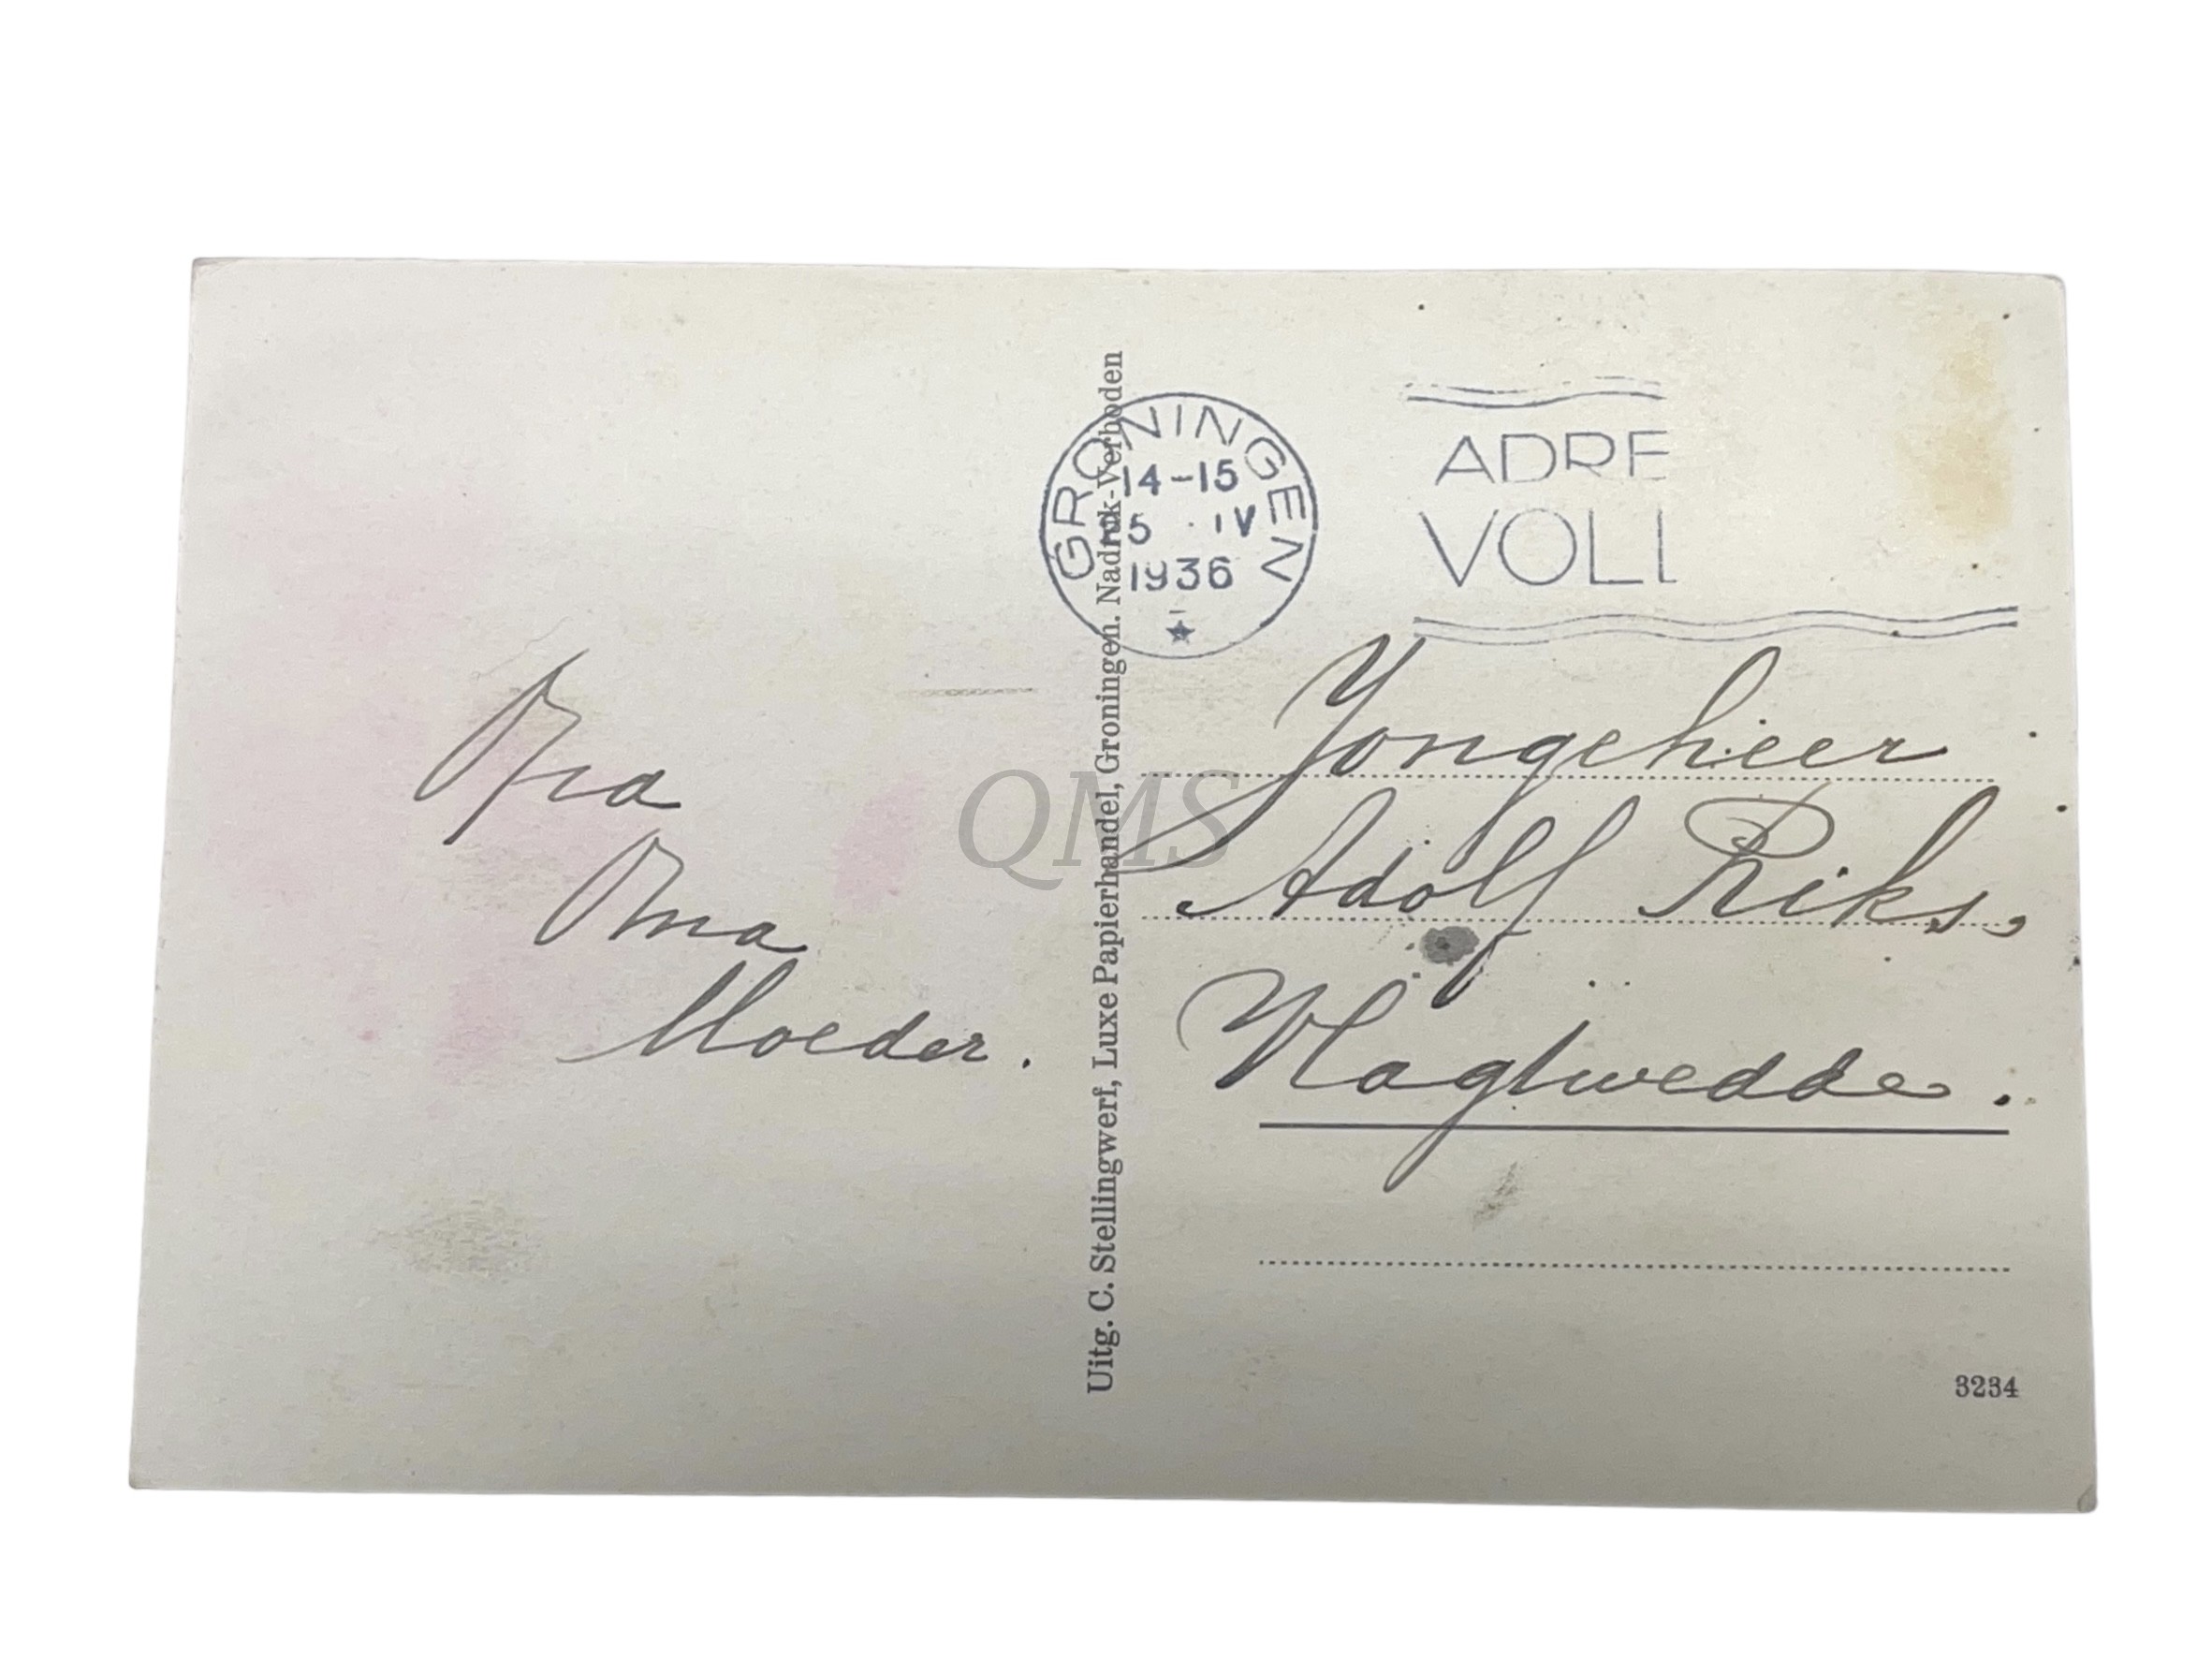 GRONINGEN
14-15
5 · IV
1936
ADRE
VOLL
Opa
Oma
Moeder.
Jongeheer
Adolf Riks,
Vlagtwedde.
Uitg. C. Stellingwerf, Luxe Papierhandel, Groningen. Nadruk-Verboden
QMS
3234